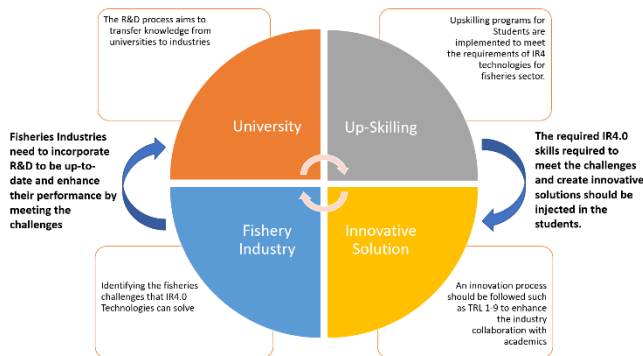 The R&D process aims to
transfer knowledge from
universities to industries
Upskilling programs for
Students are
implemented to meet
the requirements of IR4
technologies for
fisheries sector.
University
Up-Skilling
Fisheries Industries
need to incorporate
R&D to be up-to-
date and enhance
their performance by
meeting the
challenges
The required IR4.0
skills required to
meet the challenges
and create innovative
solutions should be
injected in the
students.
Fishery
Industry
Innovative
Solution
Identifying the fisheries
challenges that IR4.0
Technologies can solve
An innovation process
should be followed such
as TRL 1-9 to enhance
the industry
collaboration with
academics